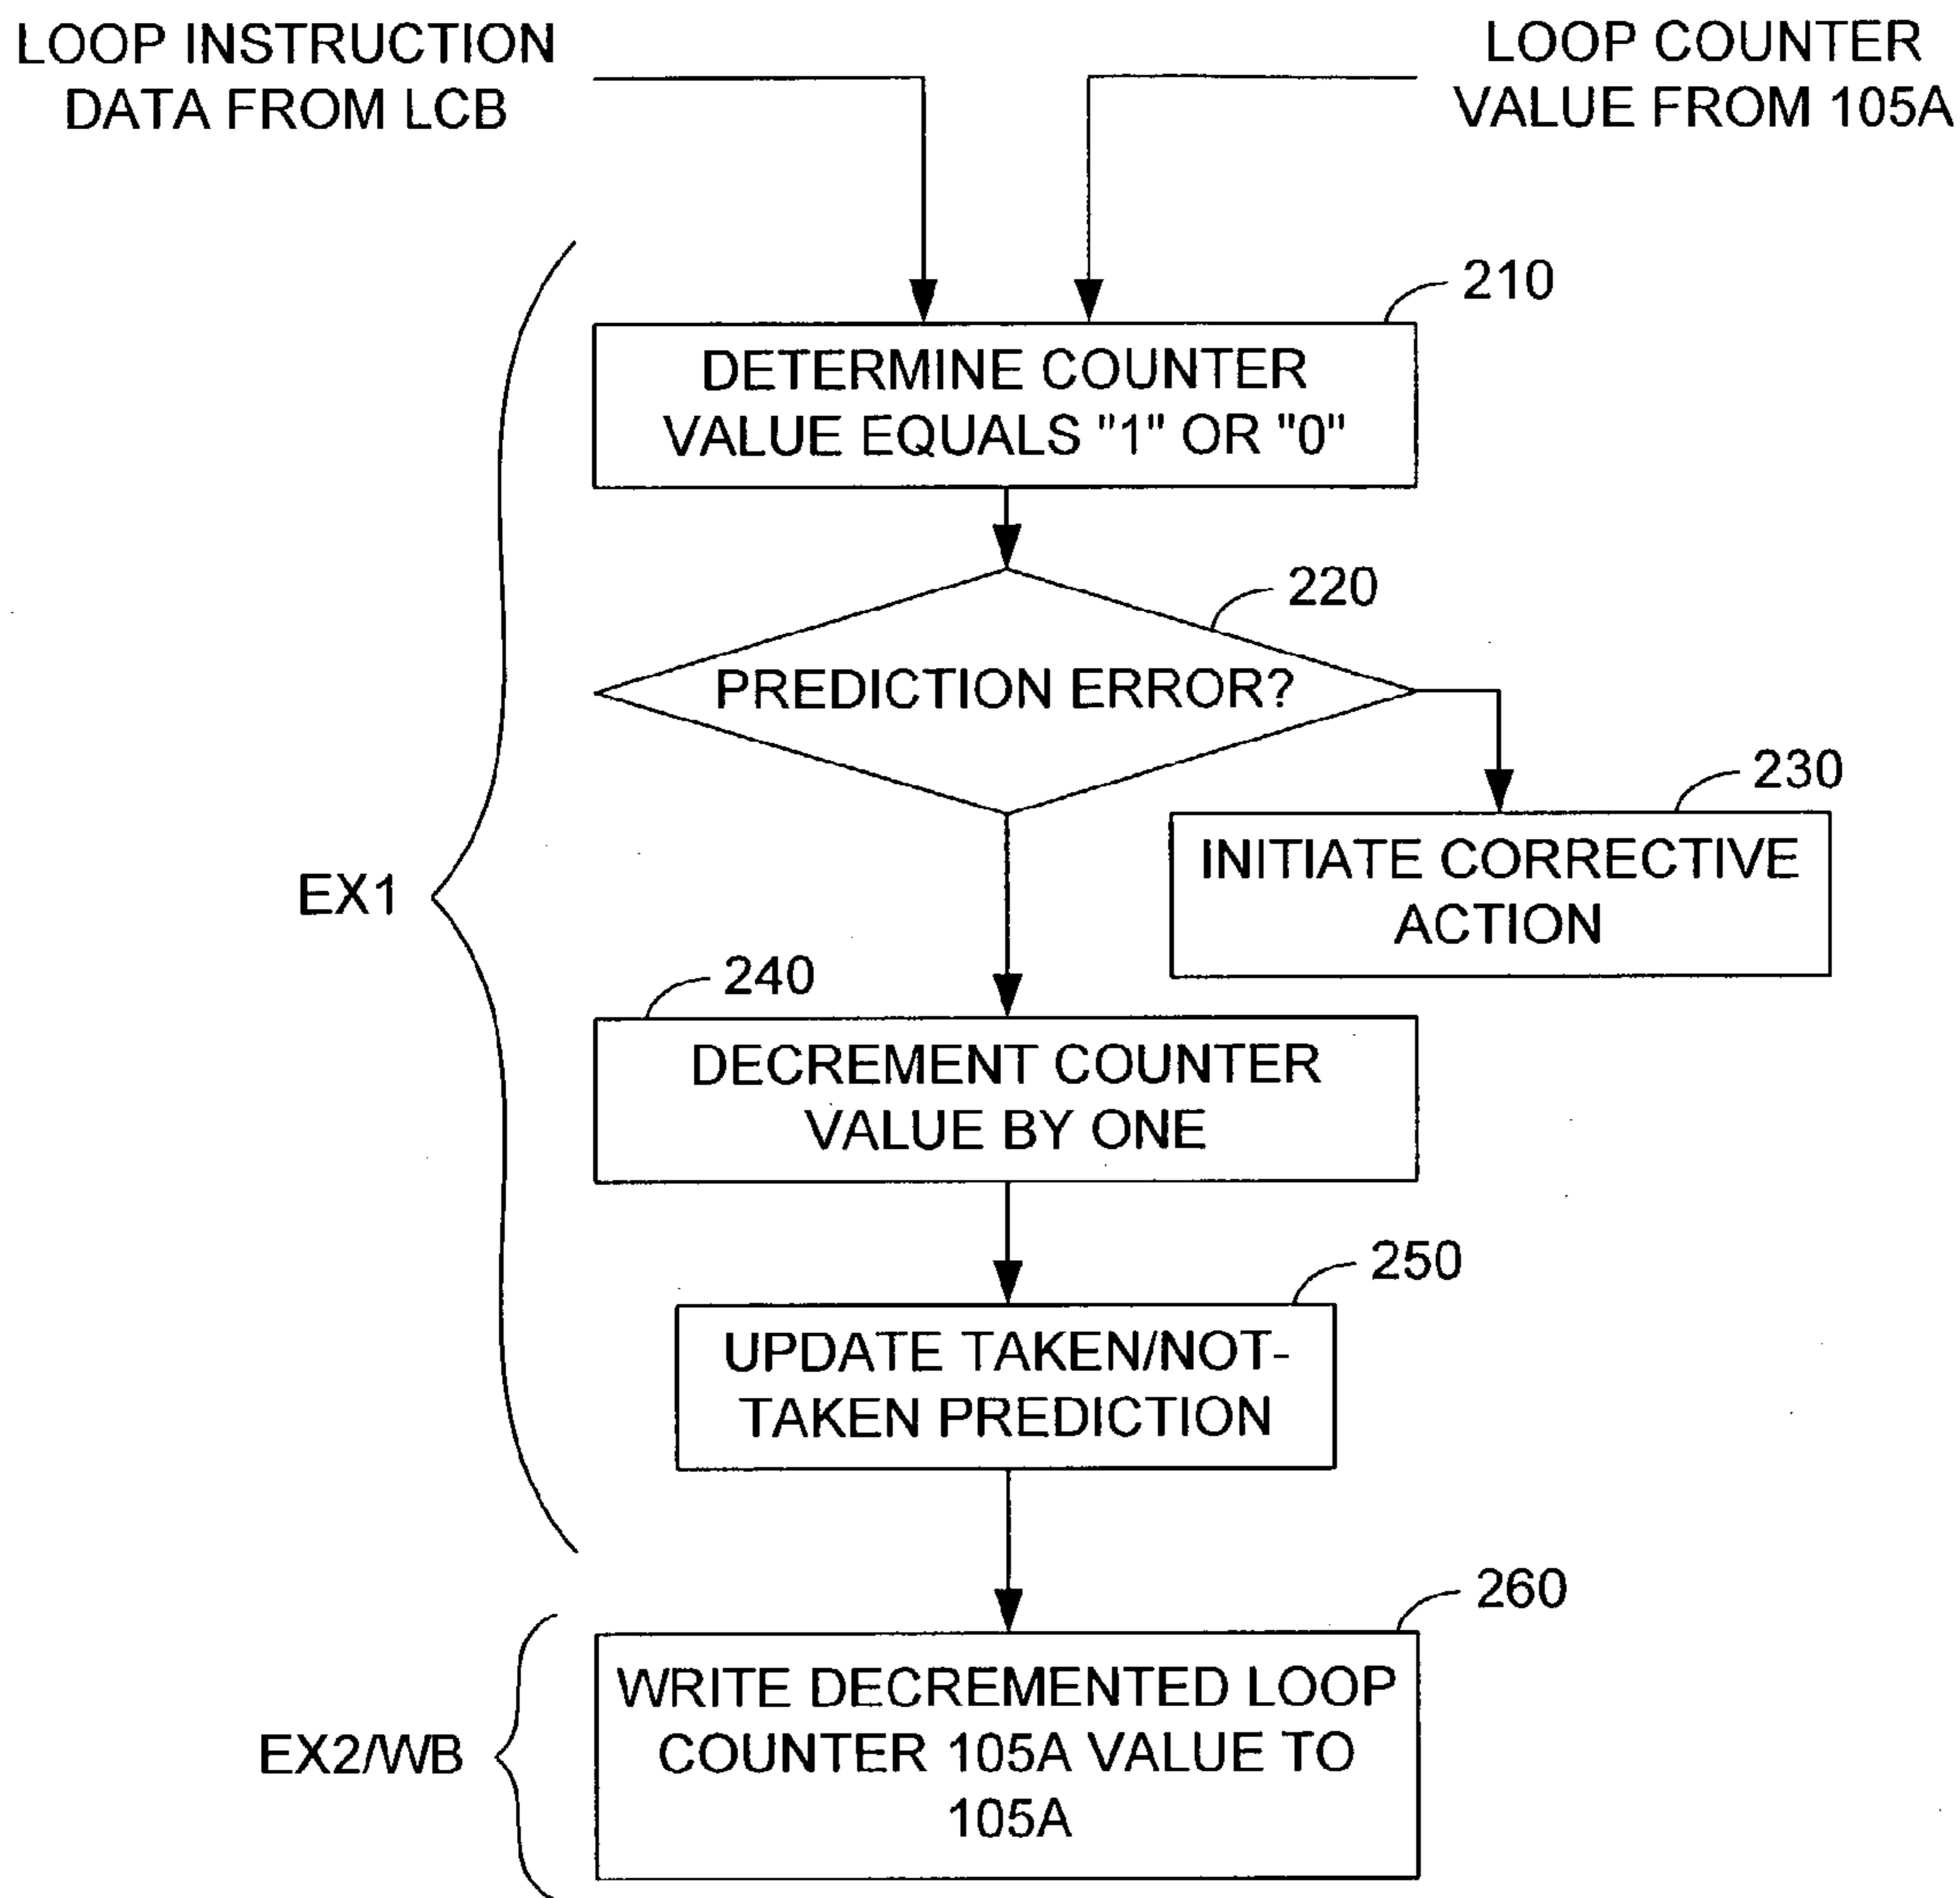 LOOP INSTRUCTION
DATA FROM LCB
LOOP COUNTER
VALUE FROM 105A
210
DETERMINE COUNTER
VALUE EQUALS "1" OR "0"
220
PREDICTION ERROR?
230
INITIATE CORRECTIVE
ACTION
EX1
240
DECREMENT COUNTER
VALUE BY ONE
250
UPDATE TAKEN/NOT-
TAKEN PREDICTION
260
WRITE DECREMENTED LOOP
COUNTER 105A VALUE TO
105A
EX2/WB